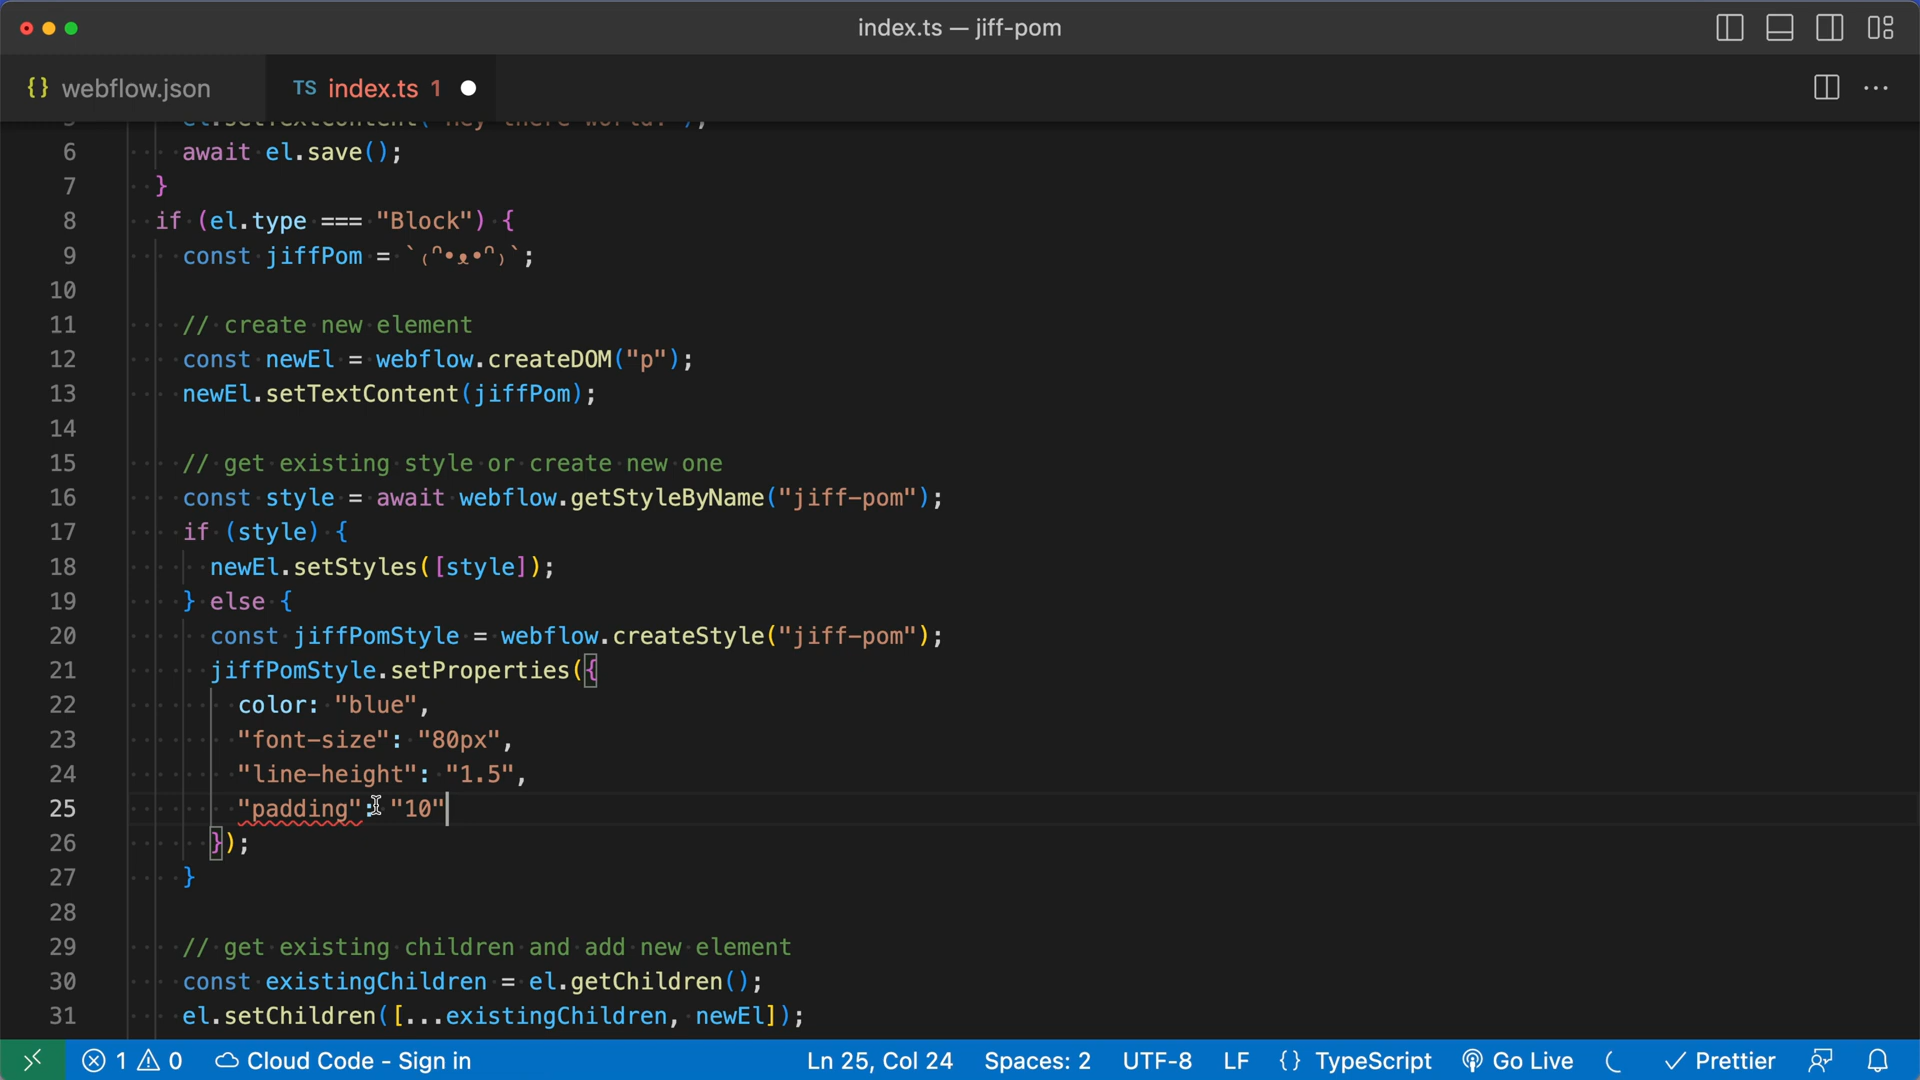 index.ts — jiff-pom
{} webflow.json
TS index.ts 1
6 await el.save();
7 }
8 if (el.type === "Block") {
9 const jiffPom = `₍ᐢ•ᴥ•ᐢ₎`;
10
11 // create new element
12 const newEl = webflow.createDOM("p");
13 newEl.setTextContent(jiffPom);
14
15 // get existing style or create new one
16 const style = await webflow.getStyleByName("jiff-pom");
17 if (style) {
18 newEl.setStyles([style]);
19 } else {
20 const jiffPomStyle = webflow.createStyle("jiff-pom");
21 jiffPomStyle.setProperties({
22 color: "blue",
23 "font-size": "80px",
24 "line-height": "1.5",
25 "padding": "10"
26 });
27 }
28
29 // get existing children and add new element
30 const existingChildren = el.getChildren();
31 el.setChildren([...existingChildren, newEl]);
1 0 Cloud Code - Sign in Ln 25, Col 24 Spaces: 2 UTF-8 LF {} TypeScript Go Live Prettier